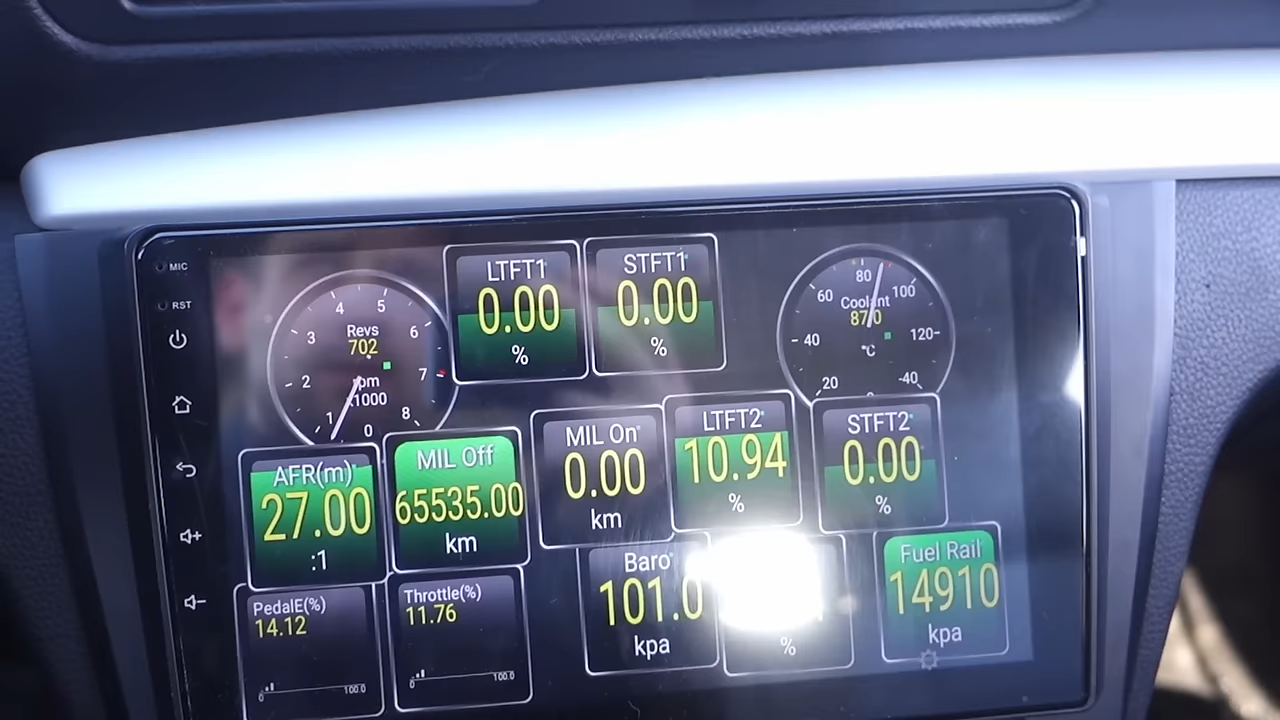 MIC
RST
4 5
3 6
2 7
1 8
0
Revs
702
rpm
x1000
LTFT1
0.00
%
STFT1
0.00
%
80
60 100
40 120
20 -40
Coolant
87.0
°C
AFR(m)
27.00
:1
MIL Off
65535.00
km
MIL On
0.00
km
LTFT2
10.94
%
STFT2
0.00
%
PedalE(%)
14.12
0 100.0
Throttle(%)
11.76
0 100.0
Baro
101.0
kpa
%
Fuel Rail
14910
kpa